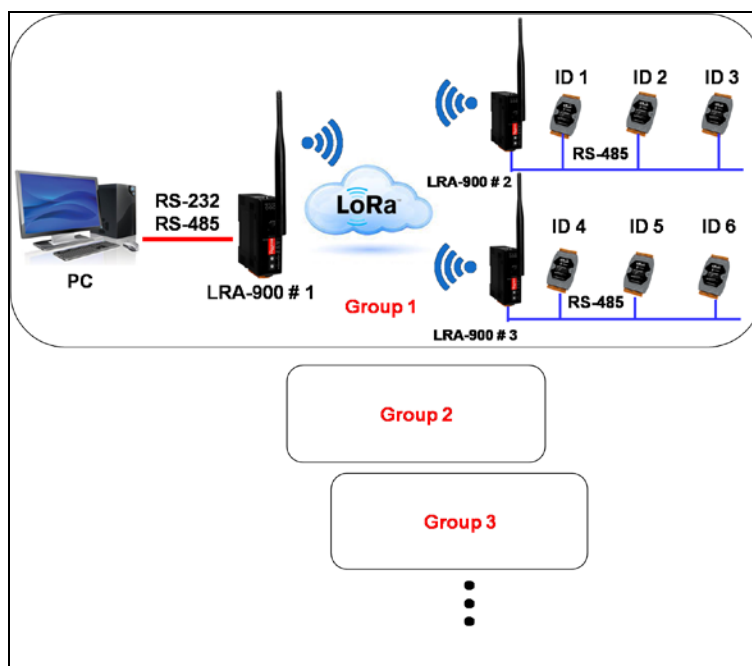 ID 1
ID 2
ID 3
RS-485
LRA-900 # 2
RS-232
RS-485
PC
LRA-900 # 1
LoRa
Group 1
ID 4
ID 5
ID 6
RS-485
LRA-900 # 3
Group 2
Group 3